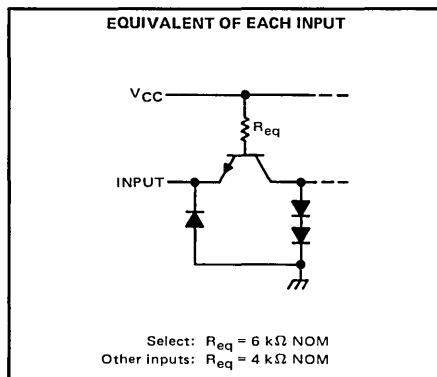 EQUIVALENT OF EACH INPUT
VCC
Req
INPUT
Select: Req = 6 kΩ NOM
Other inputs: Req = 4 kΩ NOM